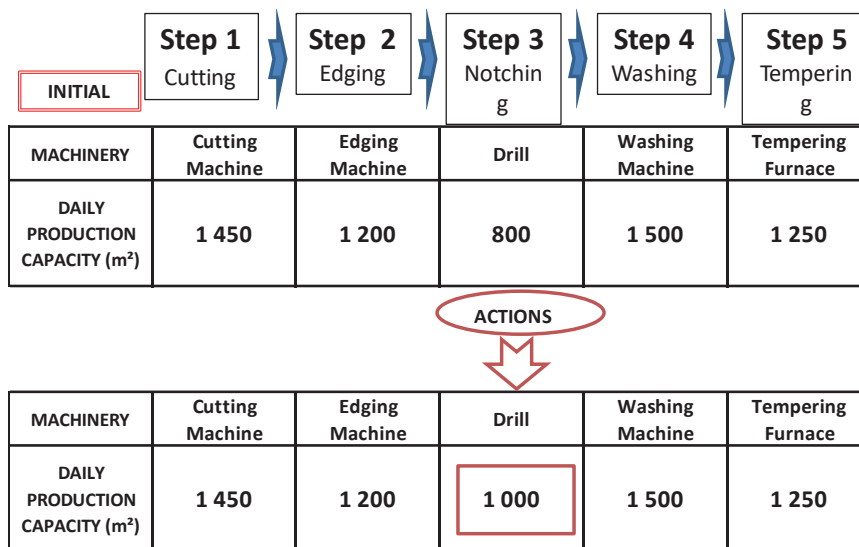 Step 1
Cutting
Step 2
Edging
Step 3
Notchin
g
Step 4
Washing
Step 5
Temperin
g
INITIAL
MACHINERY
Cutting
Machine
Edging
Machine
Drill
Washing
Machine
Tempering
Furnace
DAILY
PRODUCTION
CAPACITY (m²)
1 450
1 200
800
1 500
1 250
ACTIONS
MACHINERY
Cutting
Machine
Edging
Machine
Drill
Washing
Machine
Tempering
Furnace
DAILY
PRODUCTION
CAPACITY (m²)
1 450
1 200
1 000
1 500
1 250